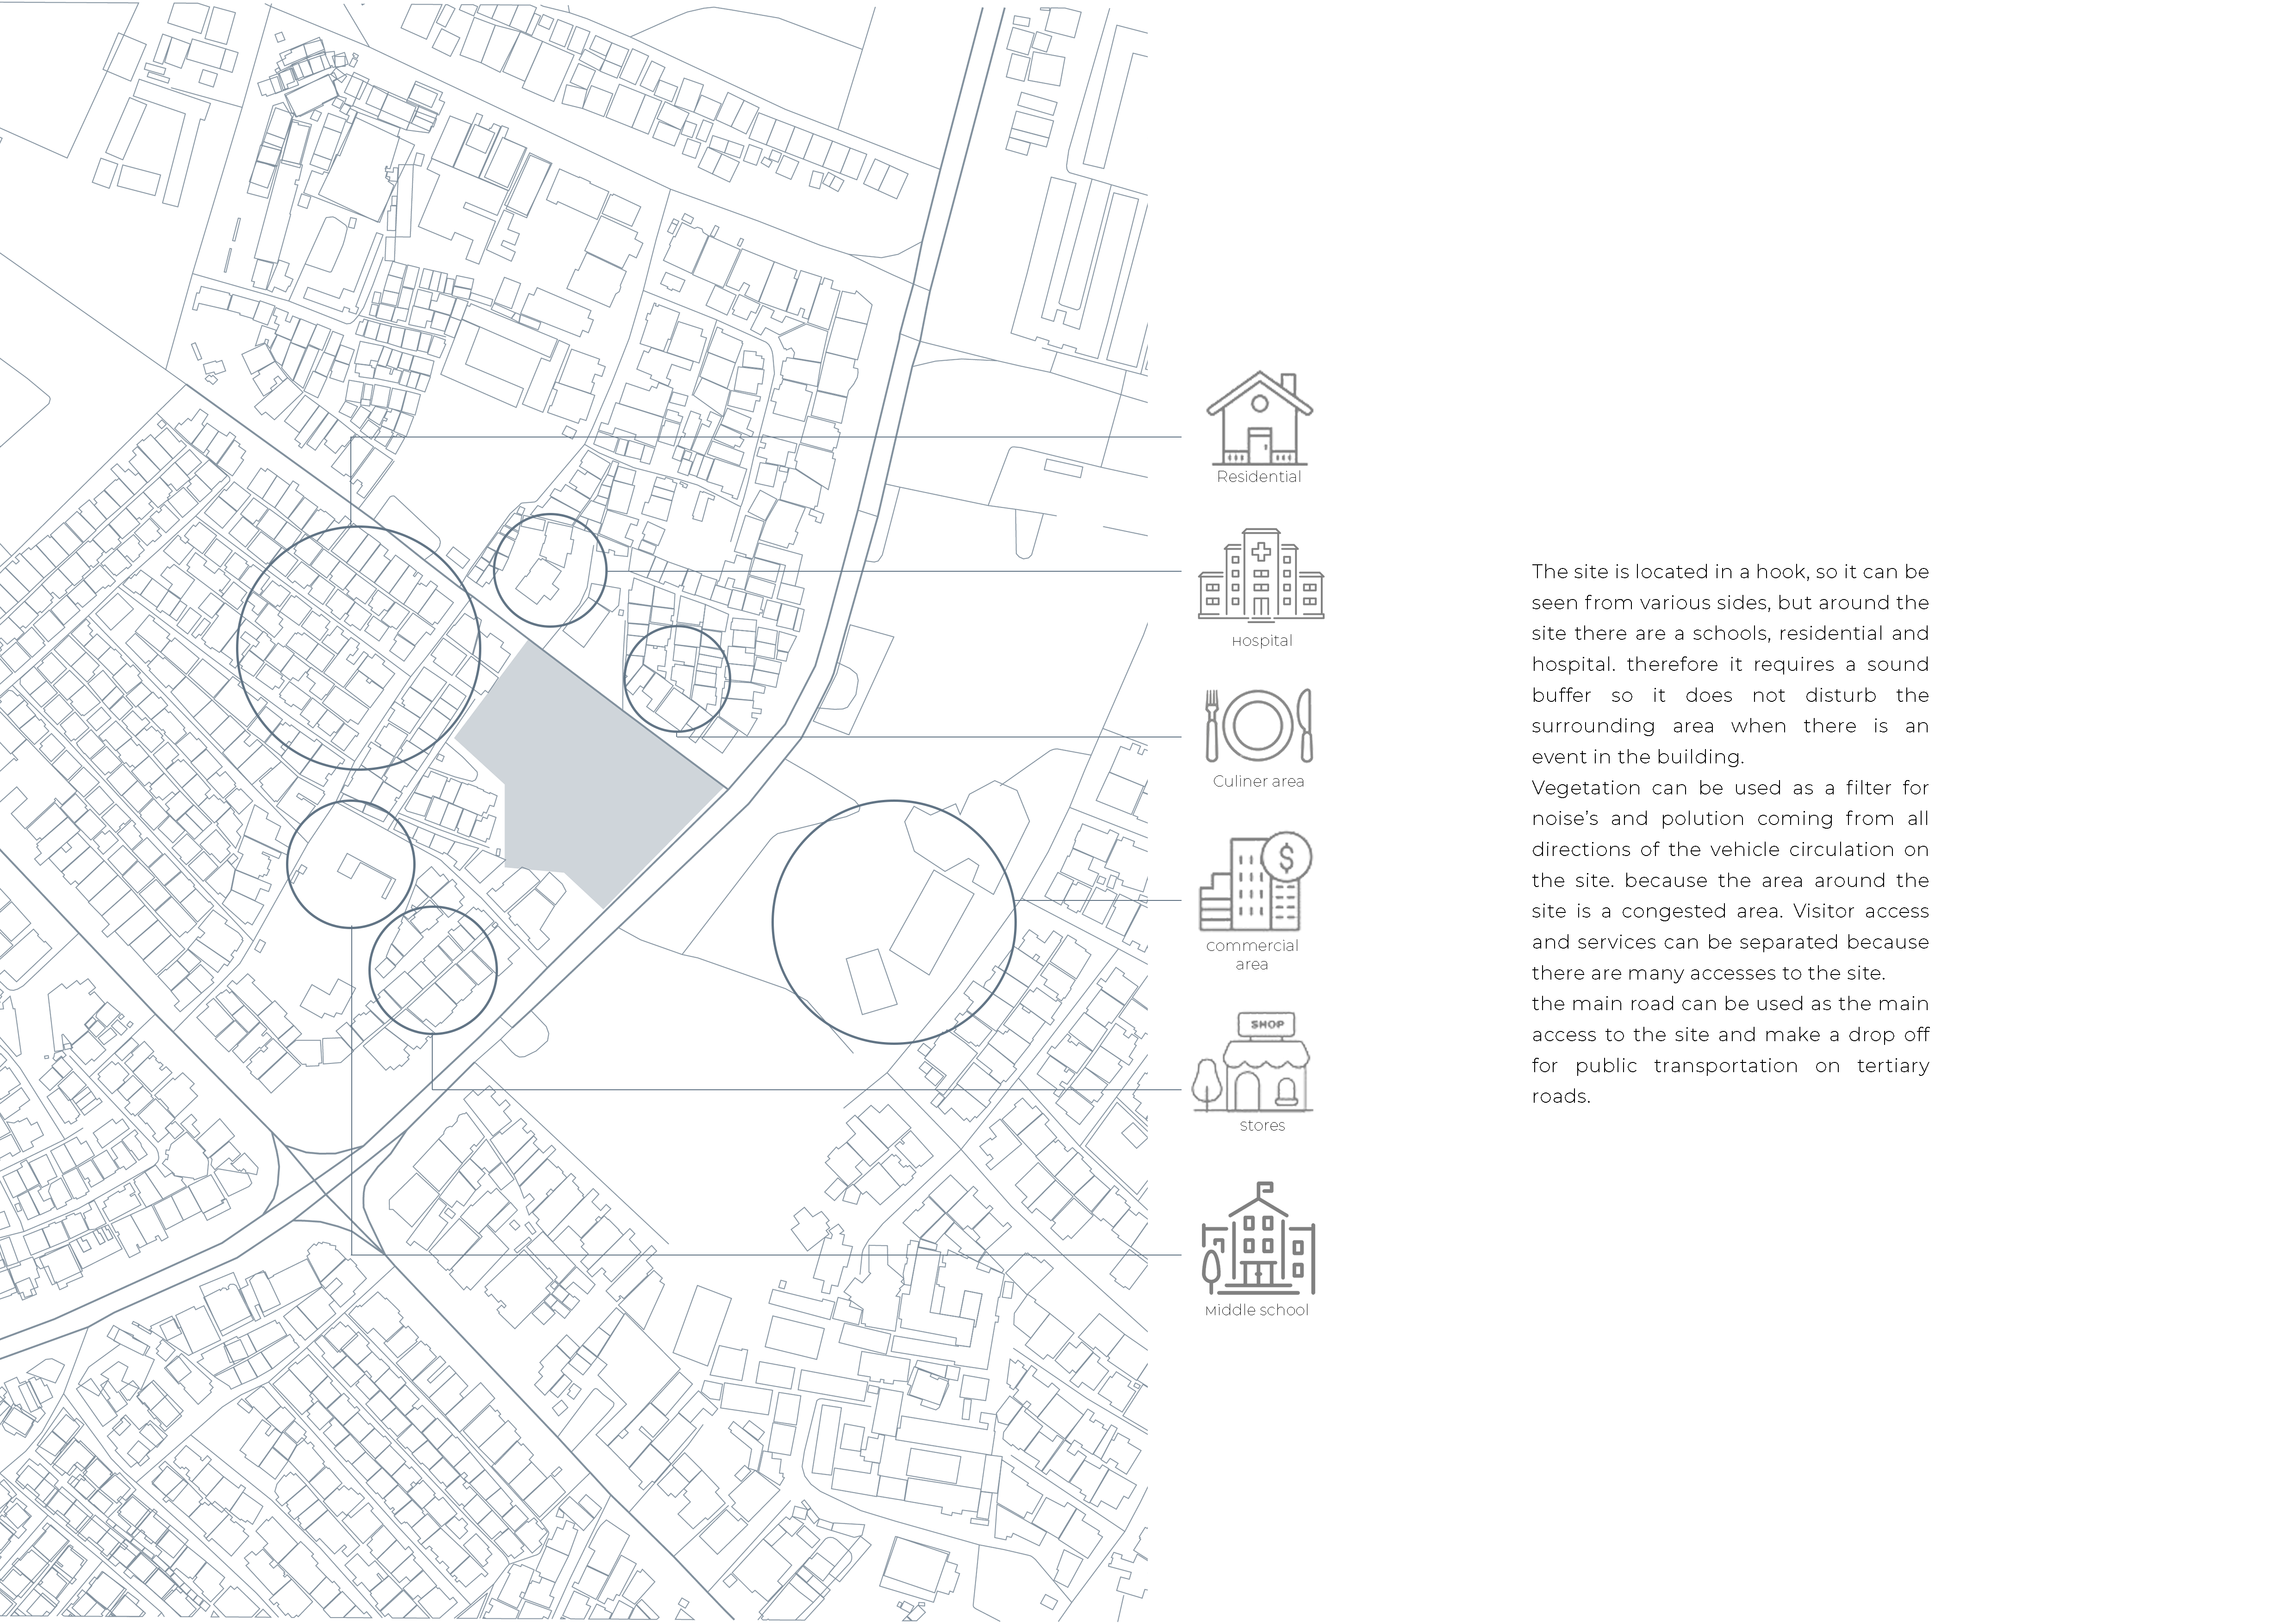 Residential
Hospital
Culiner area
commercial
area
SHOP
stores
Middle school
The site is located in a hook, so it can be
seen from various sides, but around the
site there are a schools, residential and
hospital. therefore it requires a sound
buffer so it does not disturb the
surrounding area when there is an
event in the building.
Vegetation can be used as a filter for
noise's and polution coming from all
directions of the vehicle circulation on
the site. because the area around the
site is a congested area. Visitor access
and services can be separated because
there are many accesses to the site.
the main road can be used as the main
access to the site and make a drop off
for public transportation on tertiary
roads.